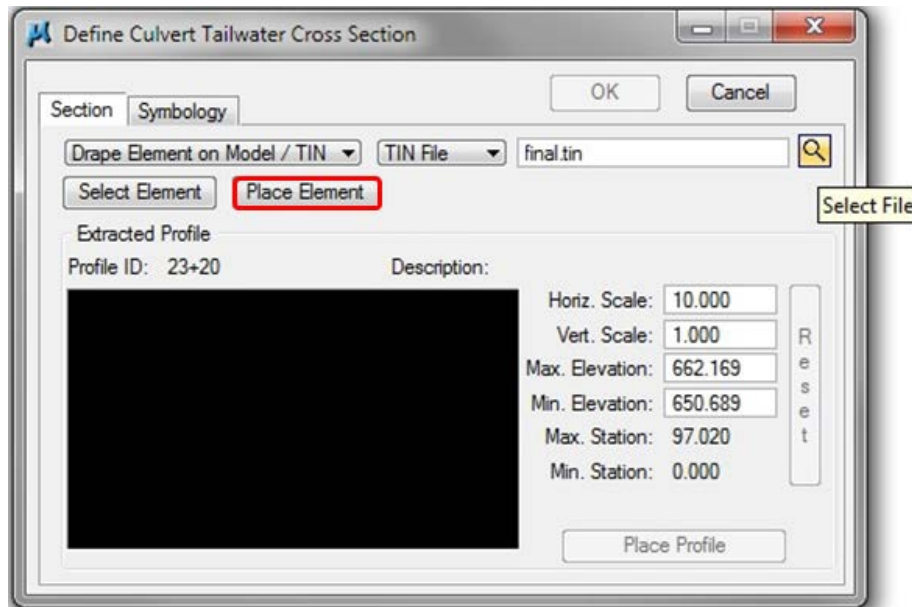 Define Culvert Tailwater Cross Section
OK
Cancel
Section
Symbology
Drape Element on Model / TIN
TIN File
final.tin
Select Element
Place Element
Select File
Extracted Profile
Profile ID: 23+20
Description:
Horiz. Scale: 10.000
Vert. Scale: 1.000
Max. Elevation: 662.169
Min. Elevation: 650.689
Max. Station: 97.020
Min. Station: 0.000
Reset
Place Profile